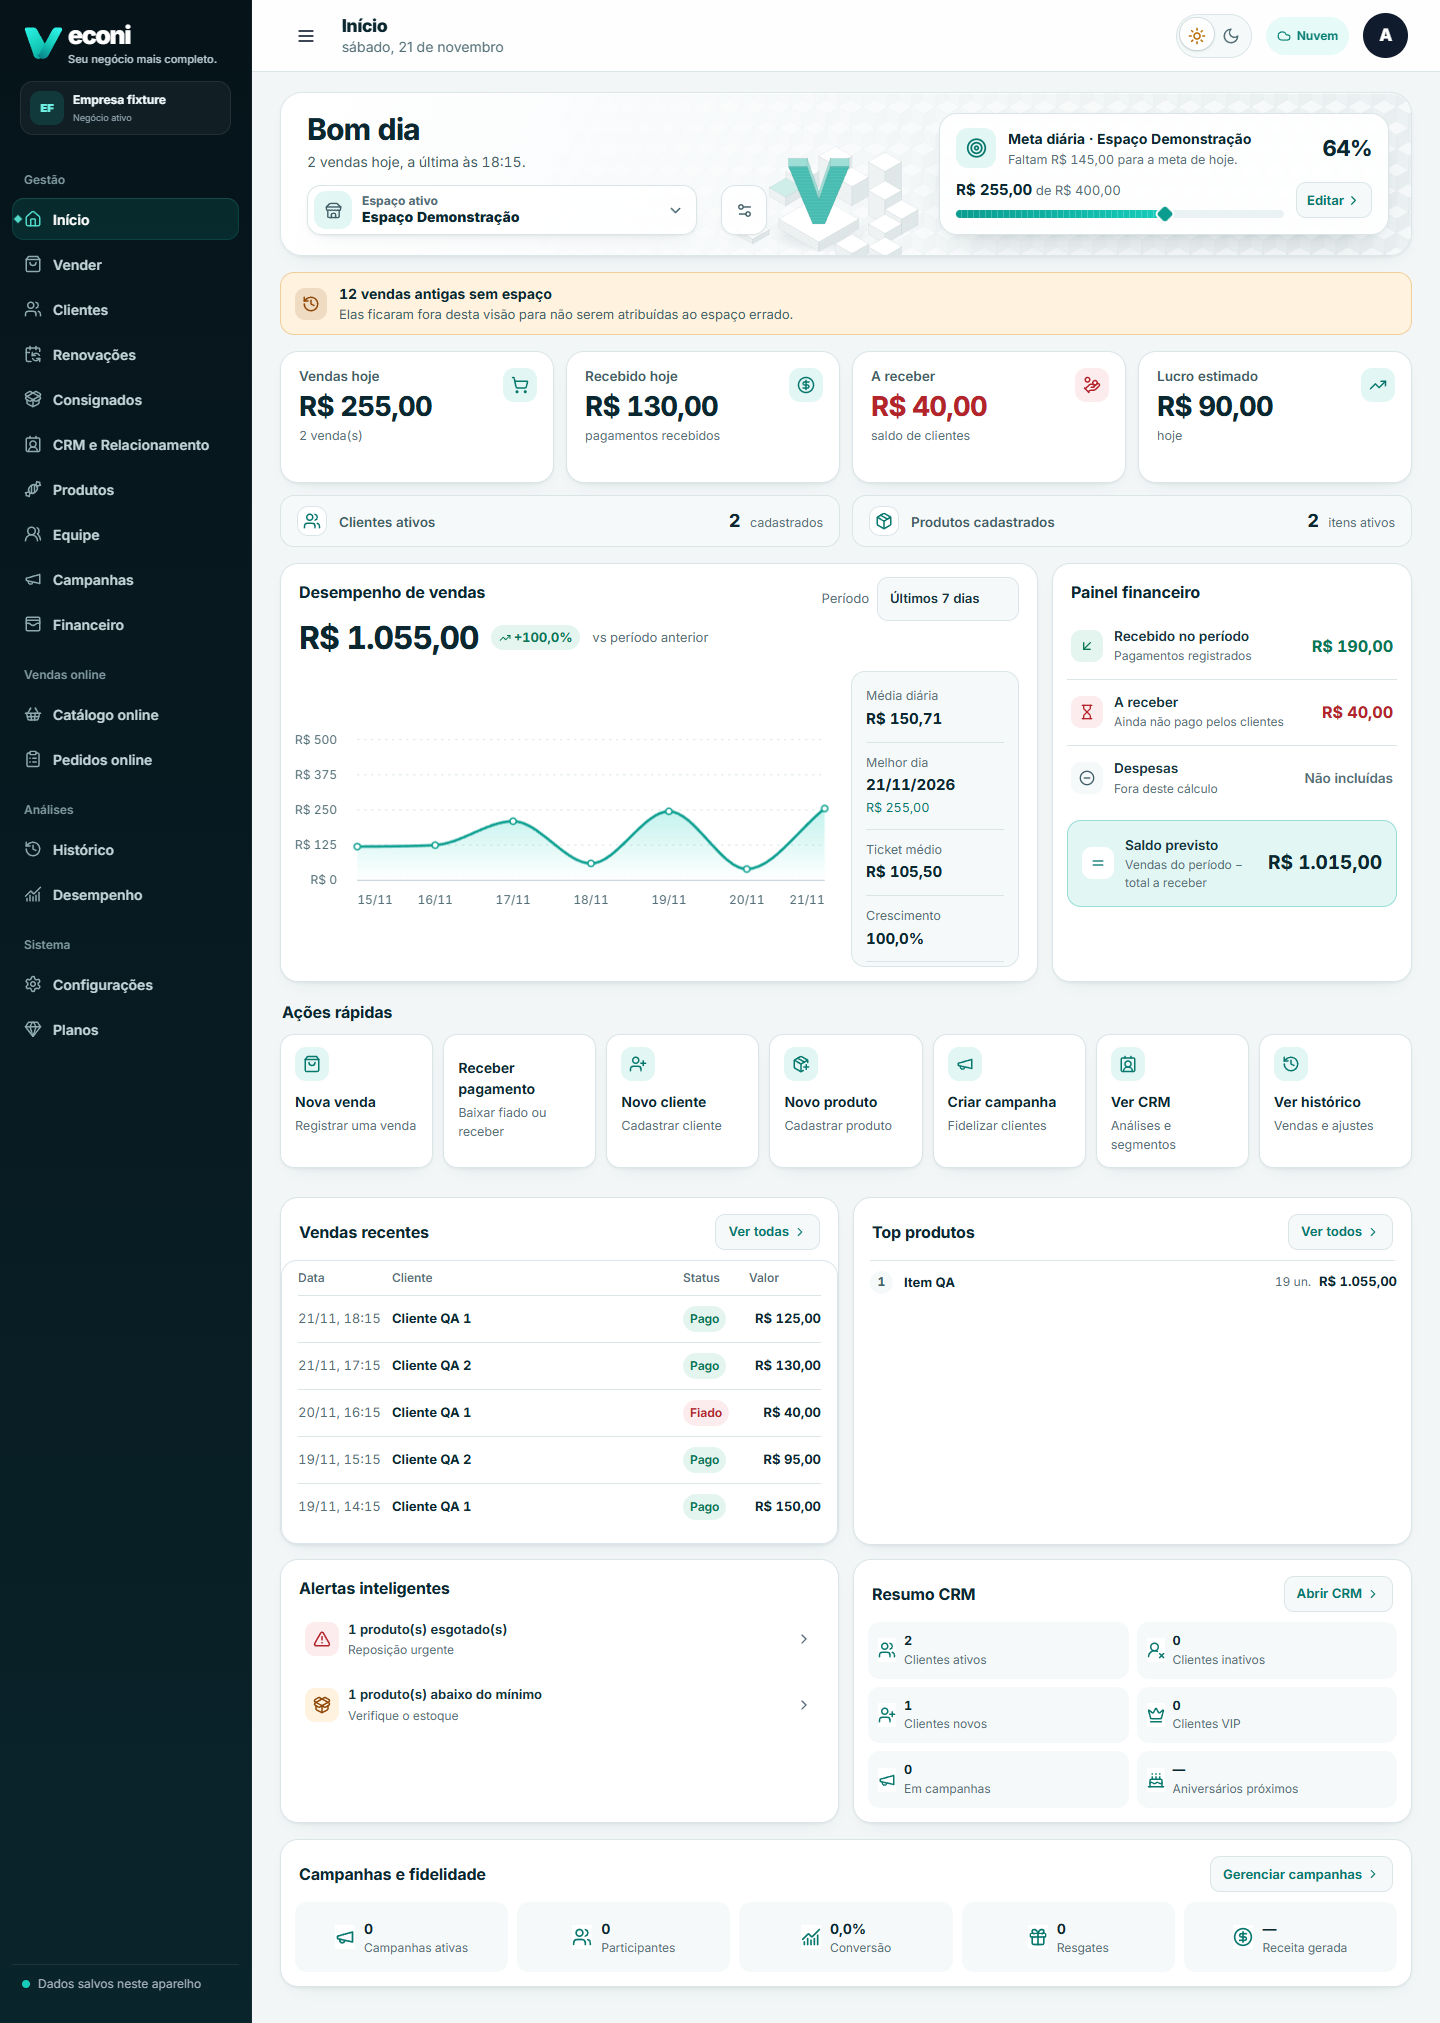 Veconi
Seu negócio mais completo.
EF
Empresa fixture
Negócio ativo
Gestão
Início
Vender
Clientes
Renovações
Consignados
CRM e Relacionamento
Produtos
Equipe
Campanhas
Financeiro
Vendas online
Catálogo online
Pedidos online
Análises
Histórico
Desempenho
Sistema
Configurações
Planos
Dados salvos neste aparelho
Início
sábado, 21 de novembro
Nuvem
A
Bom dia
2 vendas hoje, a última às 18:15.
Espaço ativo
Espaço Demonstração
Meta diária · Espaço Demonstração
Faltam R$ 145,00 para a meta de hoje.
64%
R$ 255,00 de R$ 400,00
Editar
12 vendas antigas sem espaço
Elas ficaram fora desta visão para não serem atribuídas ao espaço errado.
Vendas hoje
R$ 255,00
2 venda(s)
Recebido hoje
R$ 130,00
pagamentos recebidos
A receber
R$ 40,00
saldo de clientes
Lucro estimado
R$ 90,00
hoje
Clientes ativos
2 cadastrados
Produtos cadastrados
2 itens ativos
Desempenho de vendas
Período
Últimos 7 dias
R$ 1.055,00
+100,0%
vs período anterior
R$ 500
R$ 375
R$ 250
R$ 125
R$ 0
15/11 16/11 17/11 18/11 19/11 20/11 21/11
Média diária
R$ 150,71
Melhor dia
21/11/2026
R$ 255,00
Ticket médio
R$ 105,50
Crescimento
100,0%
Painel financeiro
Recebido no período
Pagamentos registrados
R$ 190,00
A receber
Ainda não pago pelos clientes
R$ 40,00
Despesas
Fora deste cálculo
Não incluídas
Saldo previsto
Vendas do período –
total a receber
R$ 1.015,00
Ações rápidas
Nova venda
Registrar uma venda
Receber
pagamento
Baixar fiado ou
receber
Novo cliente
Cadastrar cliente
Novo produto
Cadastrar produto
Criar campanha
Fidelizar clientes
Ver CRM
Análises e
segmentos
Ver histórico
Vendas e ajustes
Vendas recentes
Ver todas
Data Cliente Status Valor
21/11, 18:15 Cliente QA 1 Pago R$ 125,00
21/11, 17:15 Cliente QA 2 Pago R$ 130,00
20/11, 16:15 Cliente QA 1 Fiado R$ 40,00
19/11, 15:15 Cliente QA 2 Pago R$ 95,00
19/11, 14:15 Cliente QA 1 Pago R$ 150,00
Top produtos
Ver todos
1 Item QA 19 un. R$ 1.055,00
Alertas inteligentes
1 produto(s) esgotado(s)
Reposição urgente
1 produto(s) abaixo do mínimo
Verifique o estoque
Resumo CRM
Abrir CRM
2
Clientes ativos
0
Clientes inativos
1
Clientes novos
0
Clientes VIP
0
Em campanhas
—
Aniversários próximos
Campanhas e fidelidade
Gerenciar campanhas
0
Campanhas ativas
0
Participantes
0,0%
Conversão
0
Resgates
—
Receita gerada